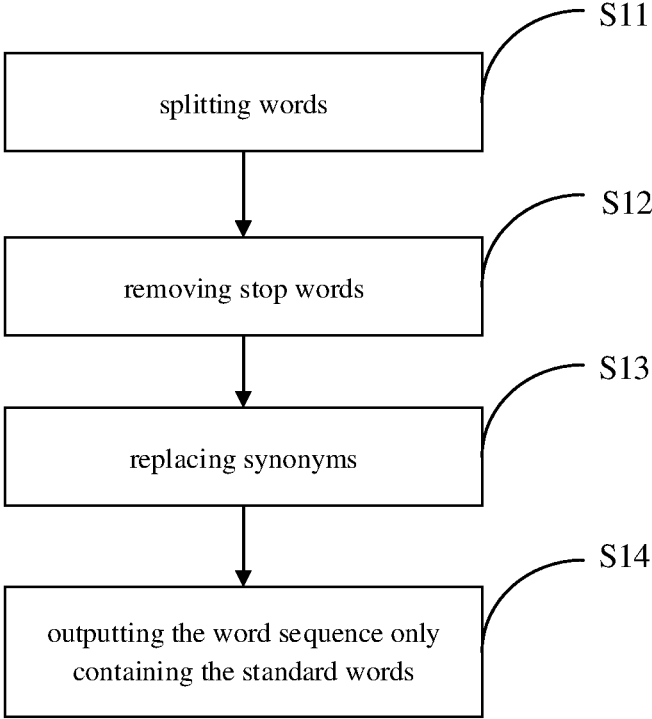 S11
splitting words
S12
removing stop words
S13
replacing synonyms
S14
outputting the word sequence only
containing the standard words